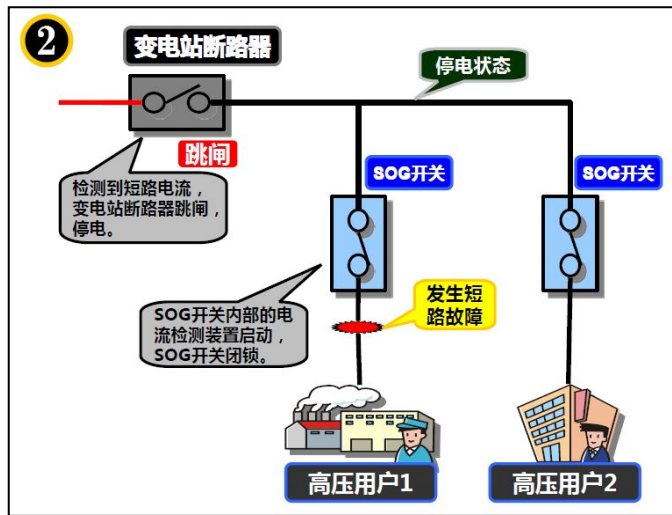 2
变电站断路器
停电状态
跳闸
检测到短路电流，
变电站断路器跳闸，
停电。
SOG开关
SOG开关
SOG开关内部的电
流检测装置启动，
SOG开关闭锁。
发生短
路故障
高压用户1
高压用户2